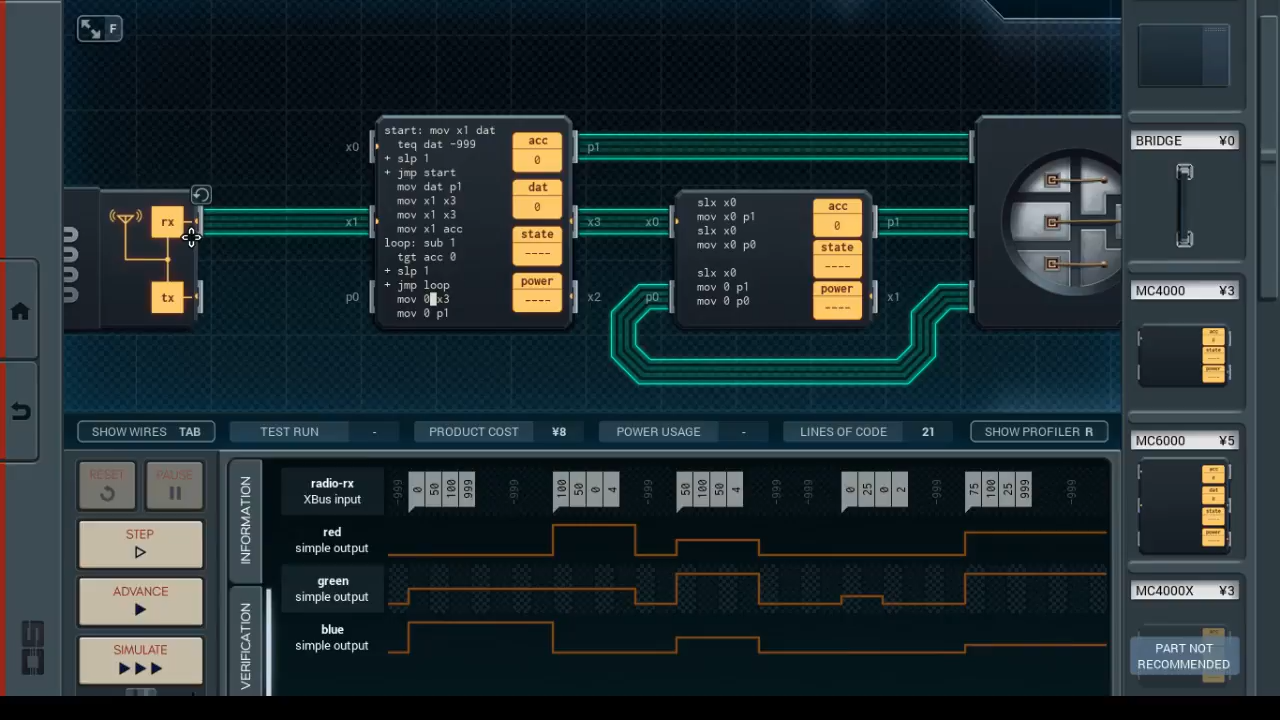 F
x0
start: mov x1 dat
teq dat -999
+ slp 1
+ jmp start
mov dat p1
mov x1 x3
mov x1 x3
mov x1 acc
loop: sub 1
tgt acc 0
+ slp 1
+ jmp loop
mov 0 x3
mov 0 p1
acc
0
dat
0
state
----
power
----
p1
x1
x3
p0
x2
rx
tx
x0
p0
slx x0
mov x0 p1
slx x0
mov x0 p0
slx x0
mov 0 p1
mov 0 p0
acc
0
state
----
power
----
p1
x1
BRIDGE ¥0
MC4000 ¥3
acc
state
power
MC6000 ¥5
acc
dat
state
power
MC4000X ¥3
PART NOT
RECOMMENDED
SHOW WIRES TAB
TEST RUN -
PRODUCT COST ¥8
POWER USAGE -
LINES OF CODE 21
SHOW PROFILER R
RESET
PAUSE
STEP
ADVANCE
SIMULATE
INFORMATION
VERIFICATION
radio-rx
XBus input
-999 0 50 100 999 -999 100 50 0 4 -999 50 100 50 4 -999 -999 0 25 0 2 -999 75 100 25 999 -999
red
simple output
green
simple output
blue
simple output